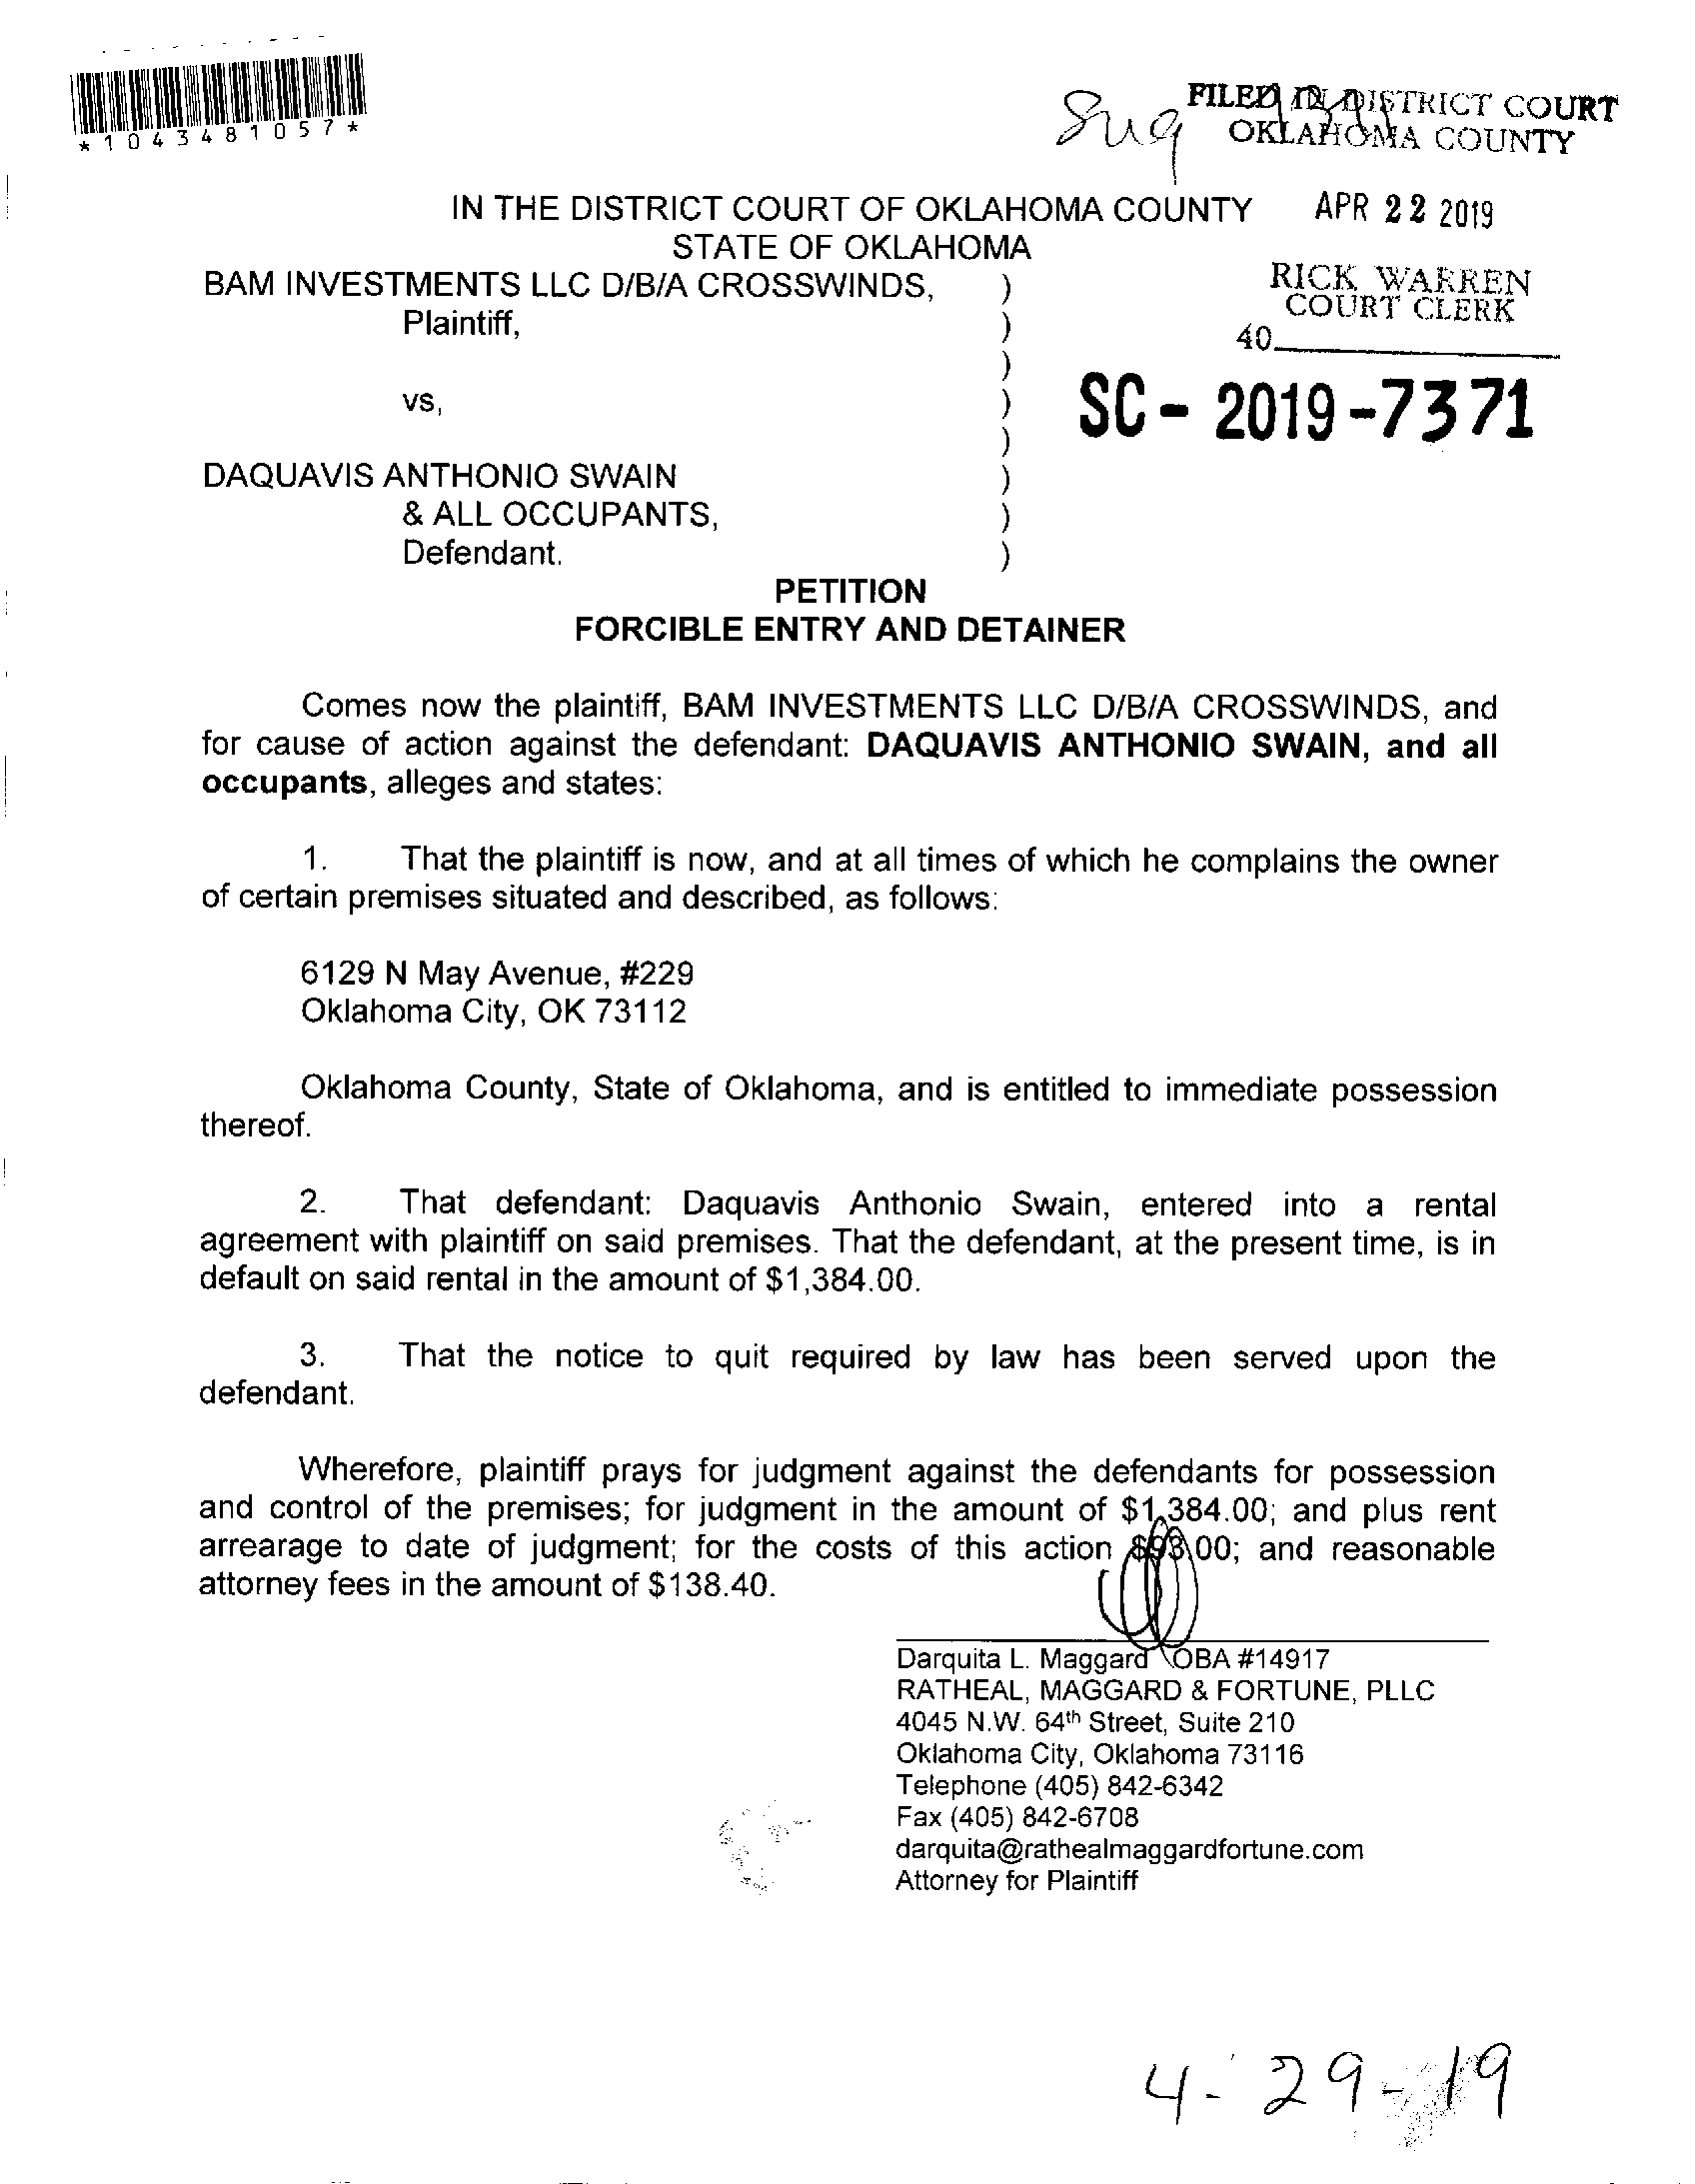 *1043481057*
FILED IN DISTRICT COURT
OKLAHOMA COUNTY
IN THE DISTRICT COURT OF OKLAHOMA COUNTY
APR 22 2019
STATE OF OKLAHOMA
BAM INVESTMENTS LLC D/B/A CROSSWINDS, )
RICK WARREN
COURT CLERK
Plaintiff, )
40
)
vs, )
SC - 2019 - 7371
)
DAQUAVIS ANTHONIO SWAIN )
& ALL OCCUPANTS, )
Defendant. )
PETITION
FORCIBLE ENTRY AND DETAINER
Comes now the plaintiff, BAM INVESTMENTS LLC D/B/A CROSSWINDS, and
for cause of action against the defendant: DAQUAVIS ANTHONIO SWAIN, and all
occupants, alleges and states:
1. That the plaintiff is now, and at all times of which he complains the owner
of certain premises situated and described, as follows:
6129 N May Avenue, #229
Oklahoma City, OK 73112
Oklahoma County, State of Oklahoma, and is entitled to immediate possession
thereof.
2. That defendant: Daquavis Anthonio Swain, entered into a rental
agreement with plaintiff on said premises. That the defendant, at the present time, is in
default on said rental in the amount of $1,384.00.
3. That the notice to quit required by law has been served upon the
defendant.
Wherefore, plaintiff prays for judgment against the defendants for possession
and control of the premises; for judgment in the amount of $1,384.00; and plus rent
arrearage to date of judgment; for the costs of this action $93.00; and reasonable
attorney fees in the amount of $138.40.
Darquita L. Maggard OBA #14917
RATHEAL, MAGGARD & FORTUNE, PLLC
4045 N.W. 64th Street, Suite 210
Oklahoma City, Oklahoma 73116
Telephone (405) 842-6342
Fax (405) 842-6708
darquita@rathealmaggardfortune.com
Attorney for Plaintiff
4-29-19